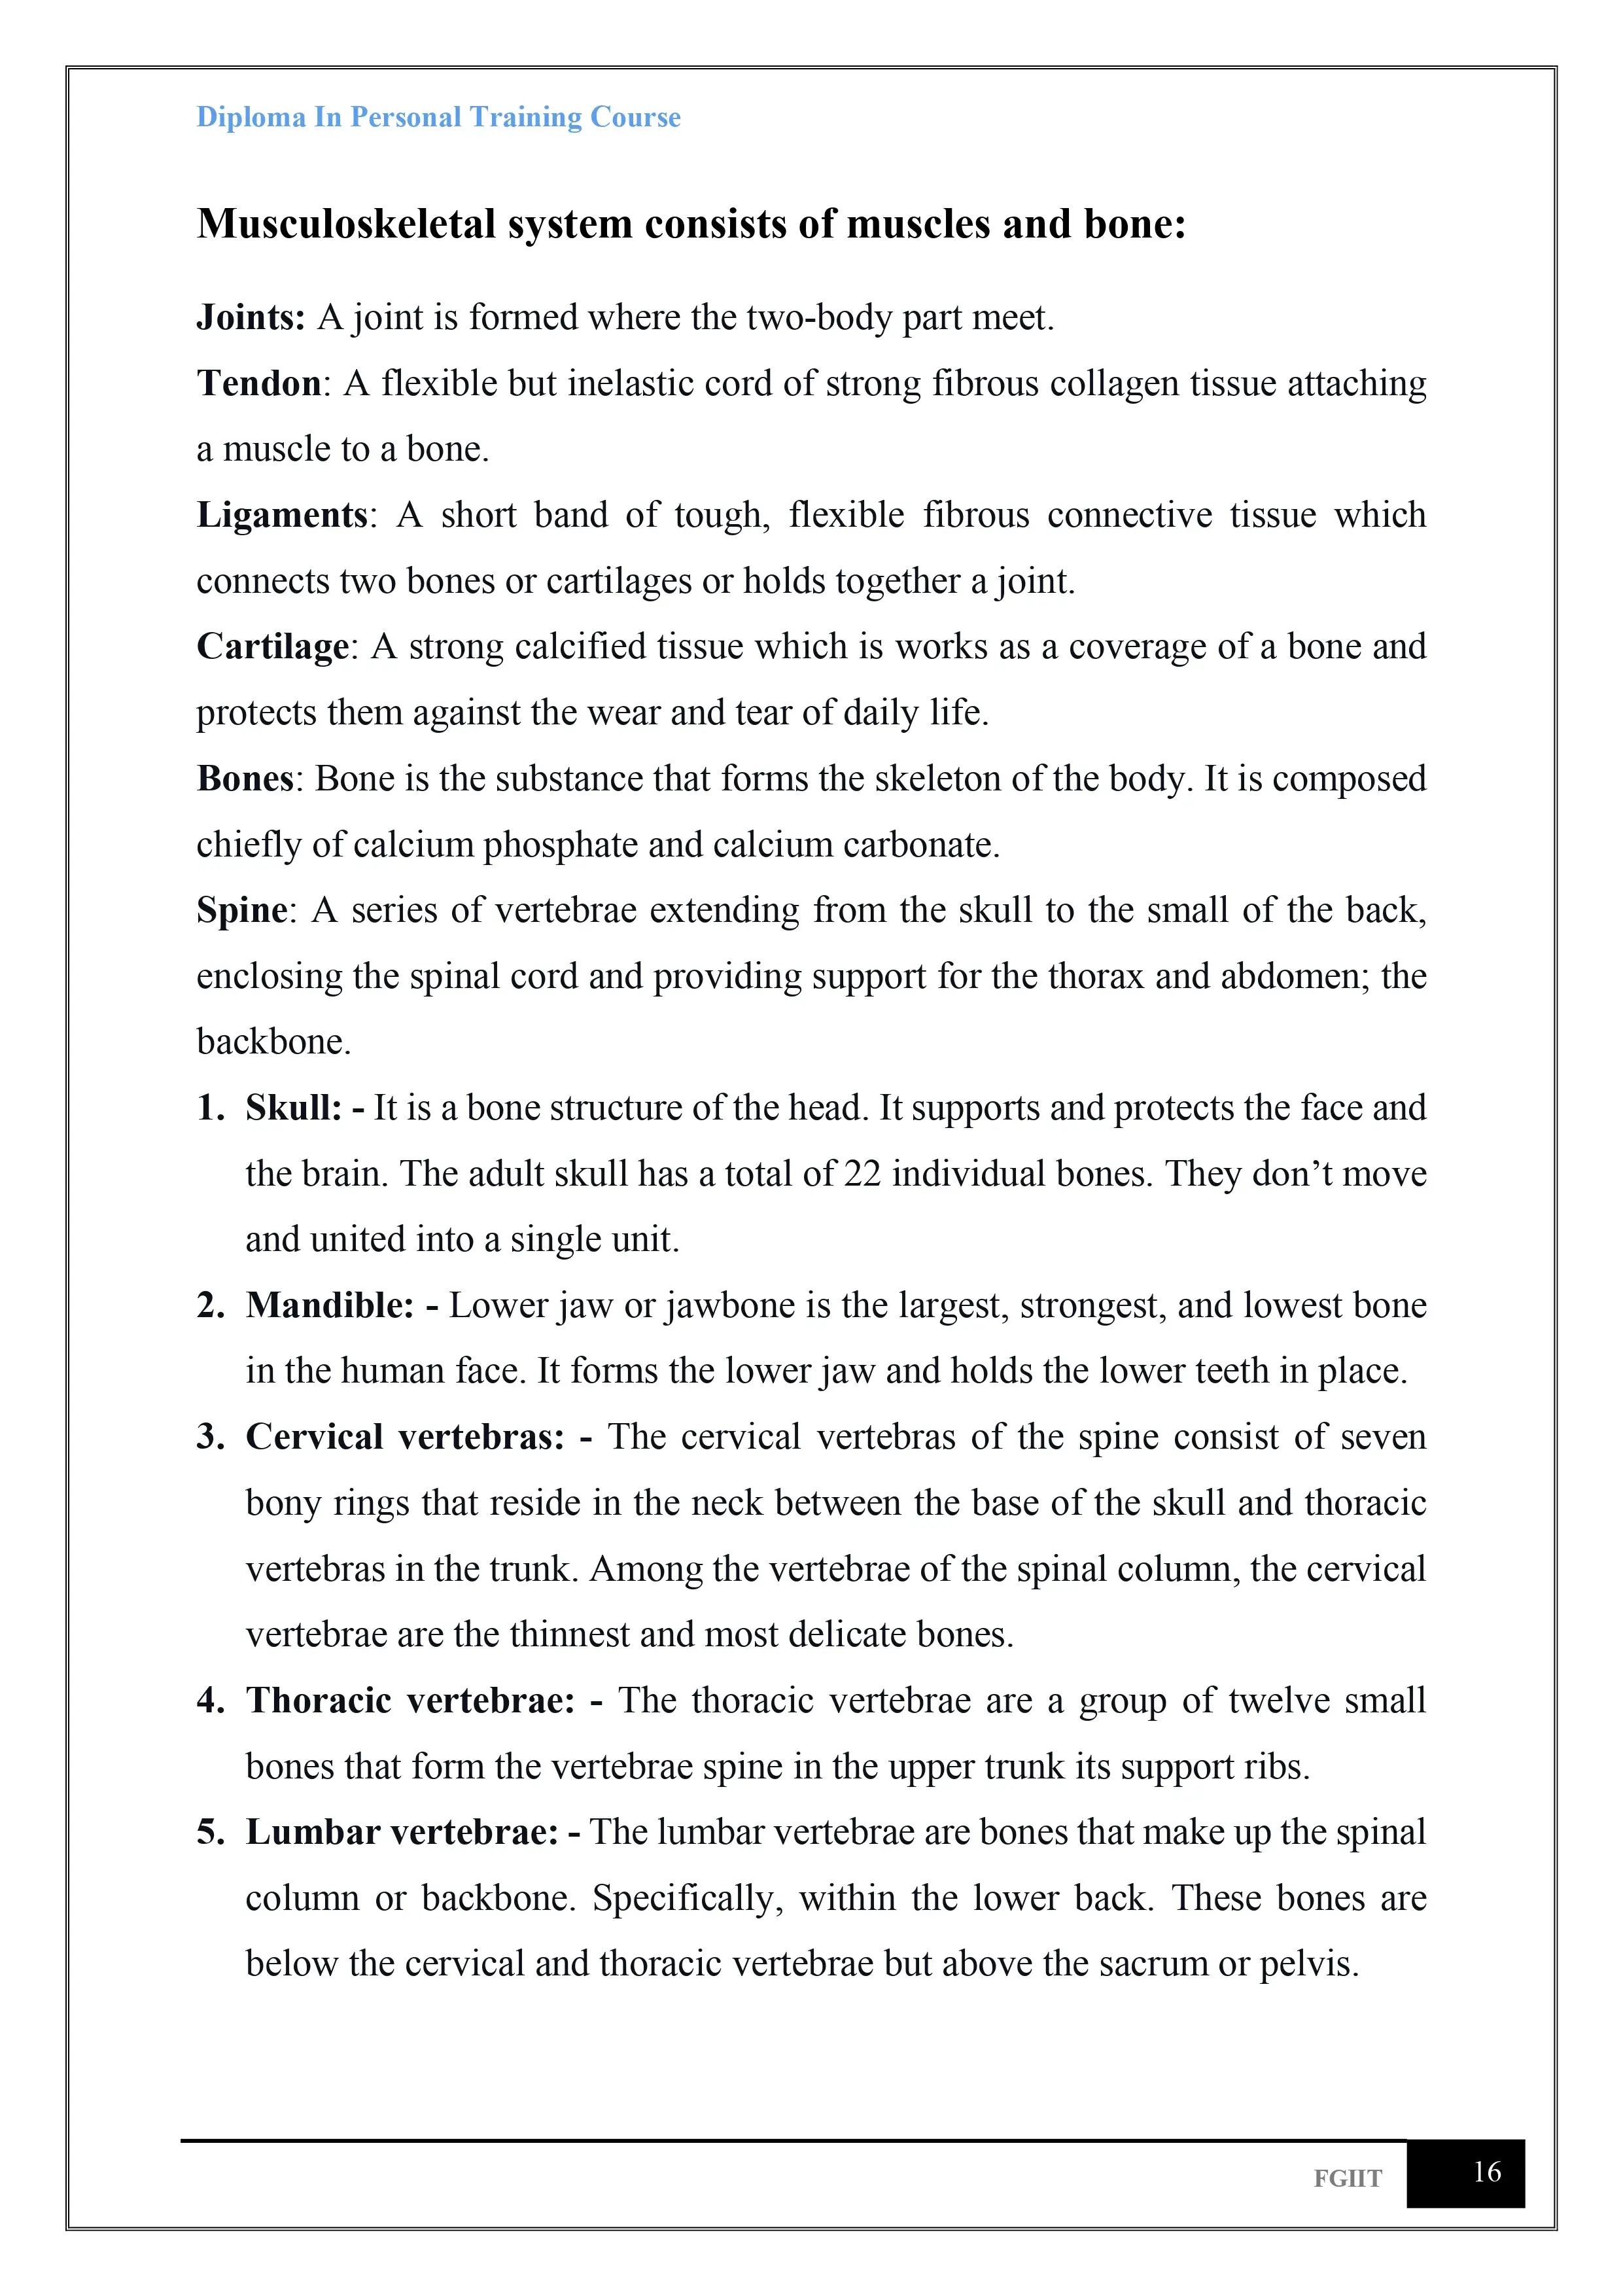 Diploma In Personal Training Course
Musculoskeletal system consists of muscles and bone:
Joints: A joint is formed where the two-body part meet.
Tendon: A flexible but inelastic cord of strong fibrous collagen tissue attaching
a muscle to a bone.
Ligaments: A short band of tough, flexible fibrous connective tissue which
connects two bones or cartilages or holds together a joint.
Cartilage: A strong calcified tissue which is works as a coverage of a bone and
protects them against the wear and tear of daily life.
Bones: Bone is the substance that forms the skeleton of the body. It is composed
chiefly of calcium phosphate and calcium carbonate.
Spine: A series of vertebrae extending from the skull to the small of the back,
enclosing the spinal cord and providing support for the thorax and abdomen; the
backbone.
1. Skull: - It is a bone structure of the head. It supports and protects the face and
the brain. The adult skull has a total of 22 individual bones. They don’t move
and united into a single unit.
2. Mandible: - Lower jaw or jawbone is the largest, strongest, and lowest bone
in the human face. It forms the lower jaw and holds the lower teeth in place.
3. Cervical vertebras: - The cervical vertebras of the spine consist of seven
bony rings that reside in the neck between the base of the skull and thoracic
vertebras in the trunk. Among the vertebrae of the spinal column, the cervical
vertebrae are the thinnest and most delicate bones.
4. Thoracic vertebrae: - The thoracic vertebrae are a group of twelve small
bones that form the vertebrae spine in the upper trunk its support ribs.
5. Lumbar vertebrae: - The lumbar vertebrae are bones that make up the spinal
column or backbone. Specifically, within the lower back. These bones are
below the cervical and thoracic vertebrae but above the sacrum or pelvis.
FGIIT 16